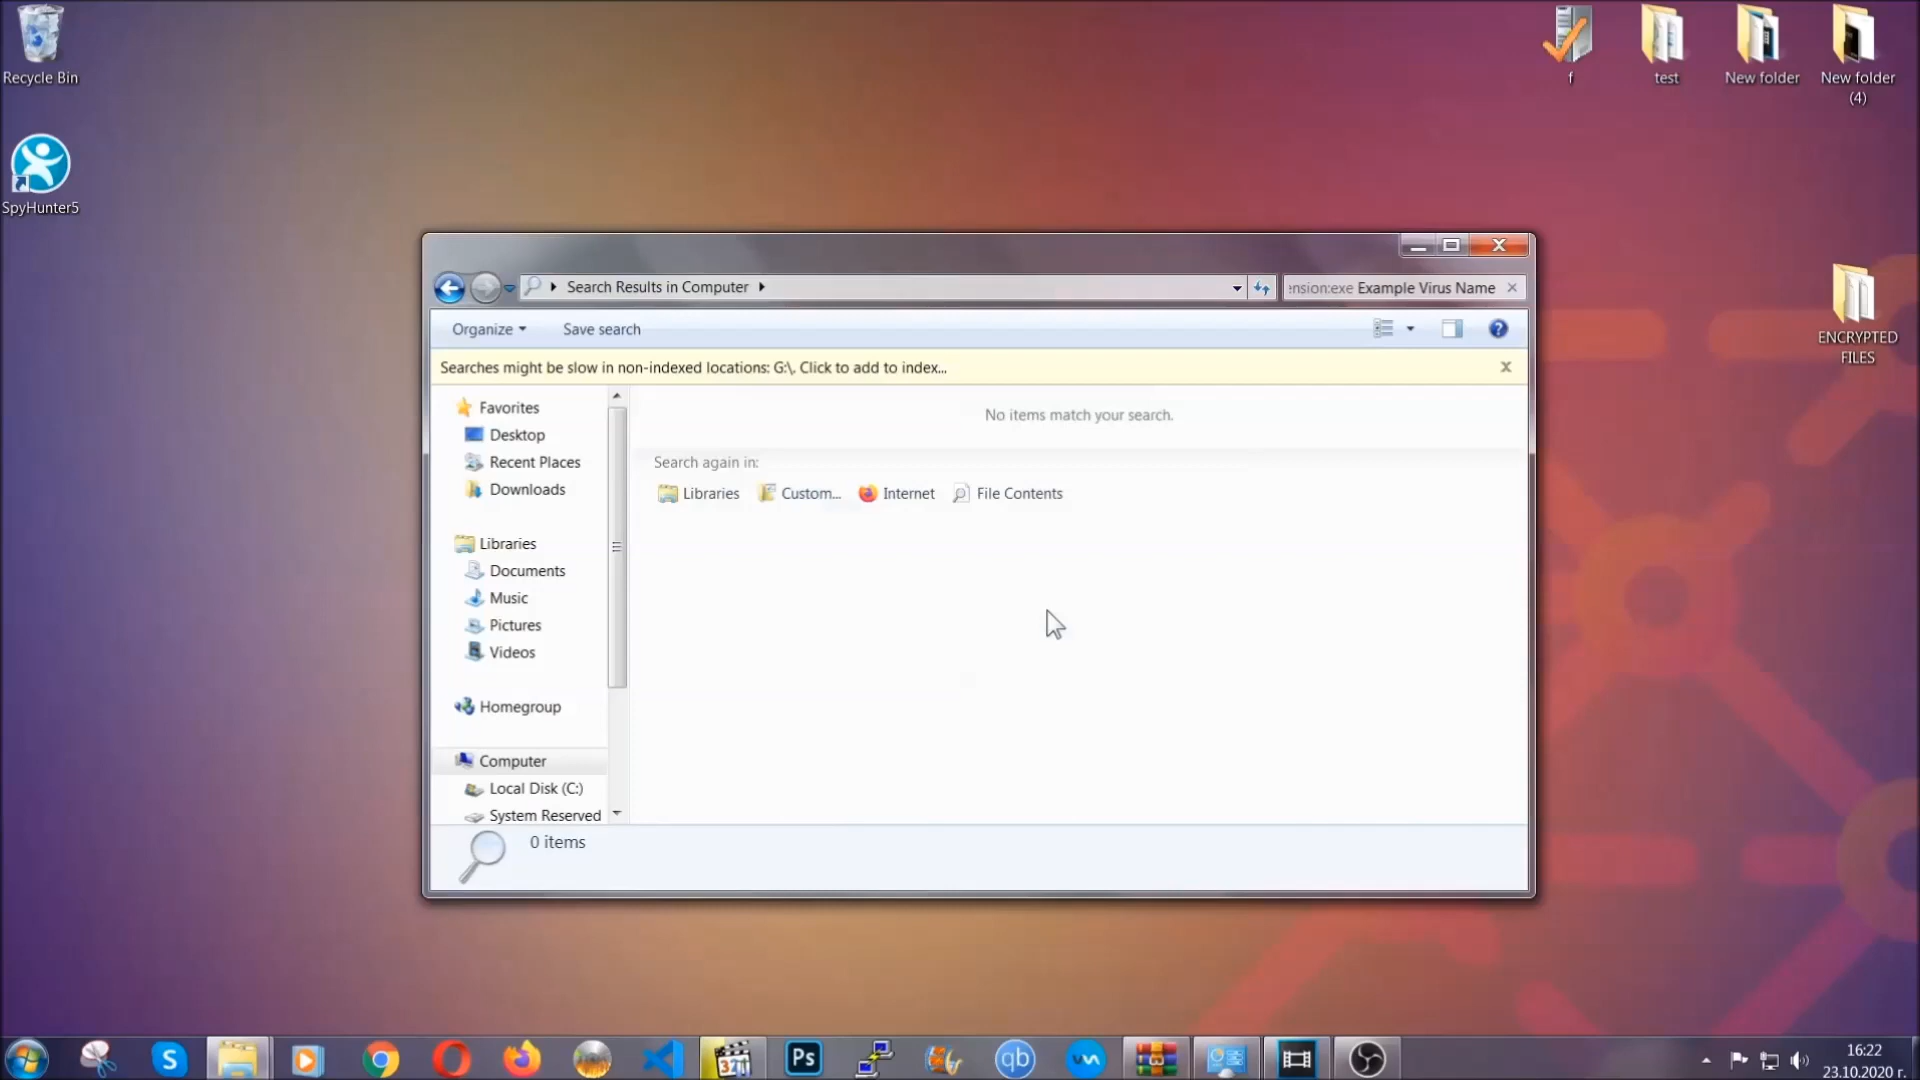 Recycle Bin
SpyHunter5
f
test
New folder
New folder
(4)
ENCRYPTED
FILES
Search Results in Computer
ension:exe Example Virus Name
Organize
Save search
Searches might be slow in non-indexed locations: G:\. Click to add to index...
Favorites
Desktop
Recent Places
Downloads
Libraries
Documents
Music
Pictures
Videos
Homegroup
Computer
Local Disk (C:)
System Reserved
No items match your search.
Search again in:
Libraries
Custom...
Internet
File Contents
0 items
S
321
Ps
qb
16:22
23.10.2020 г.